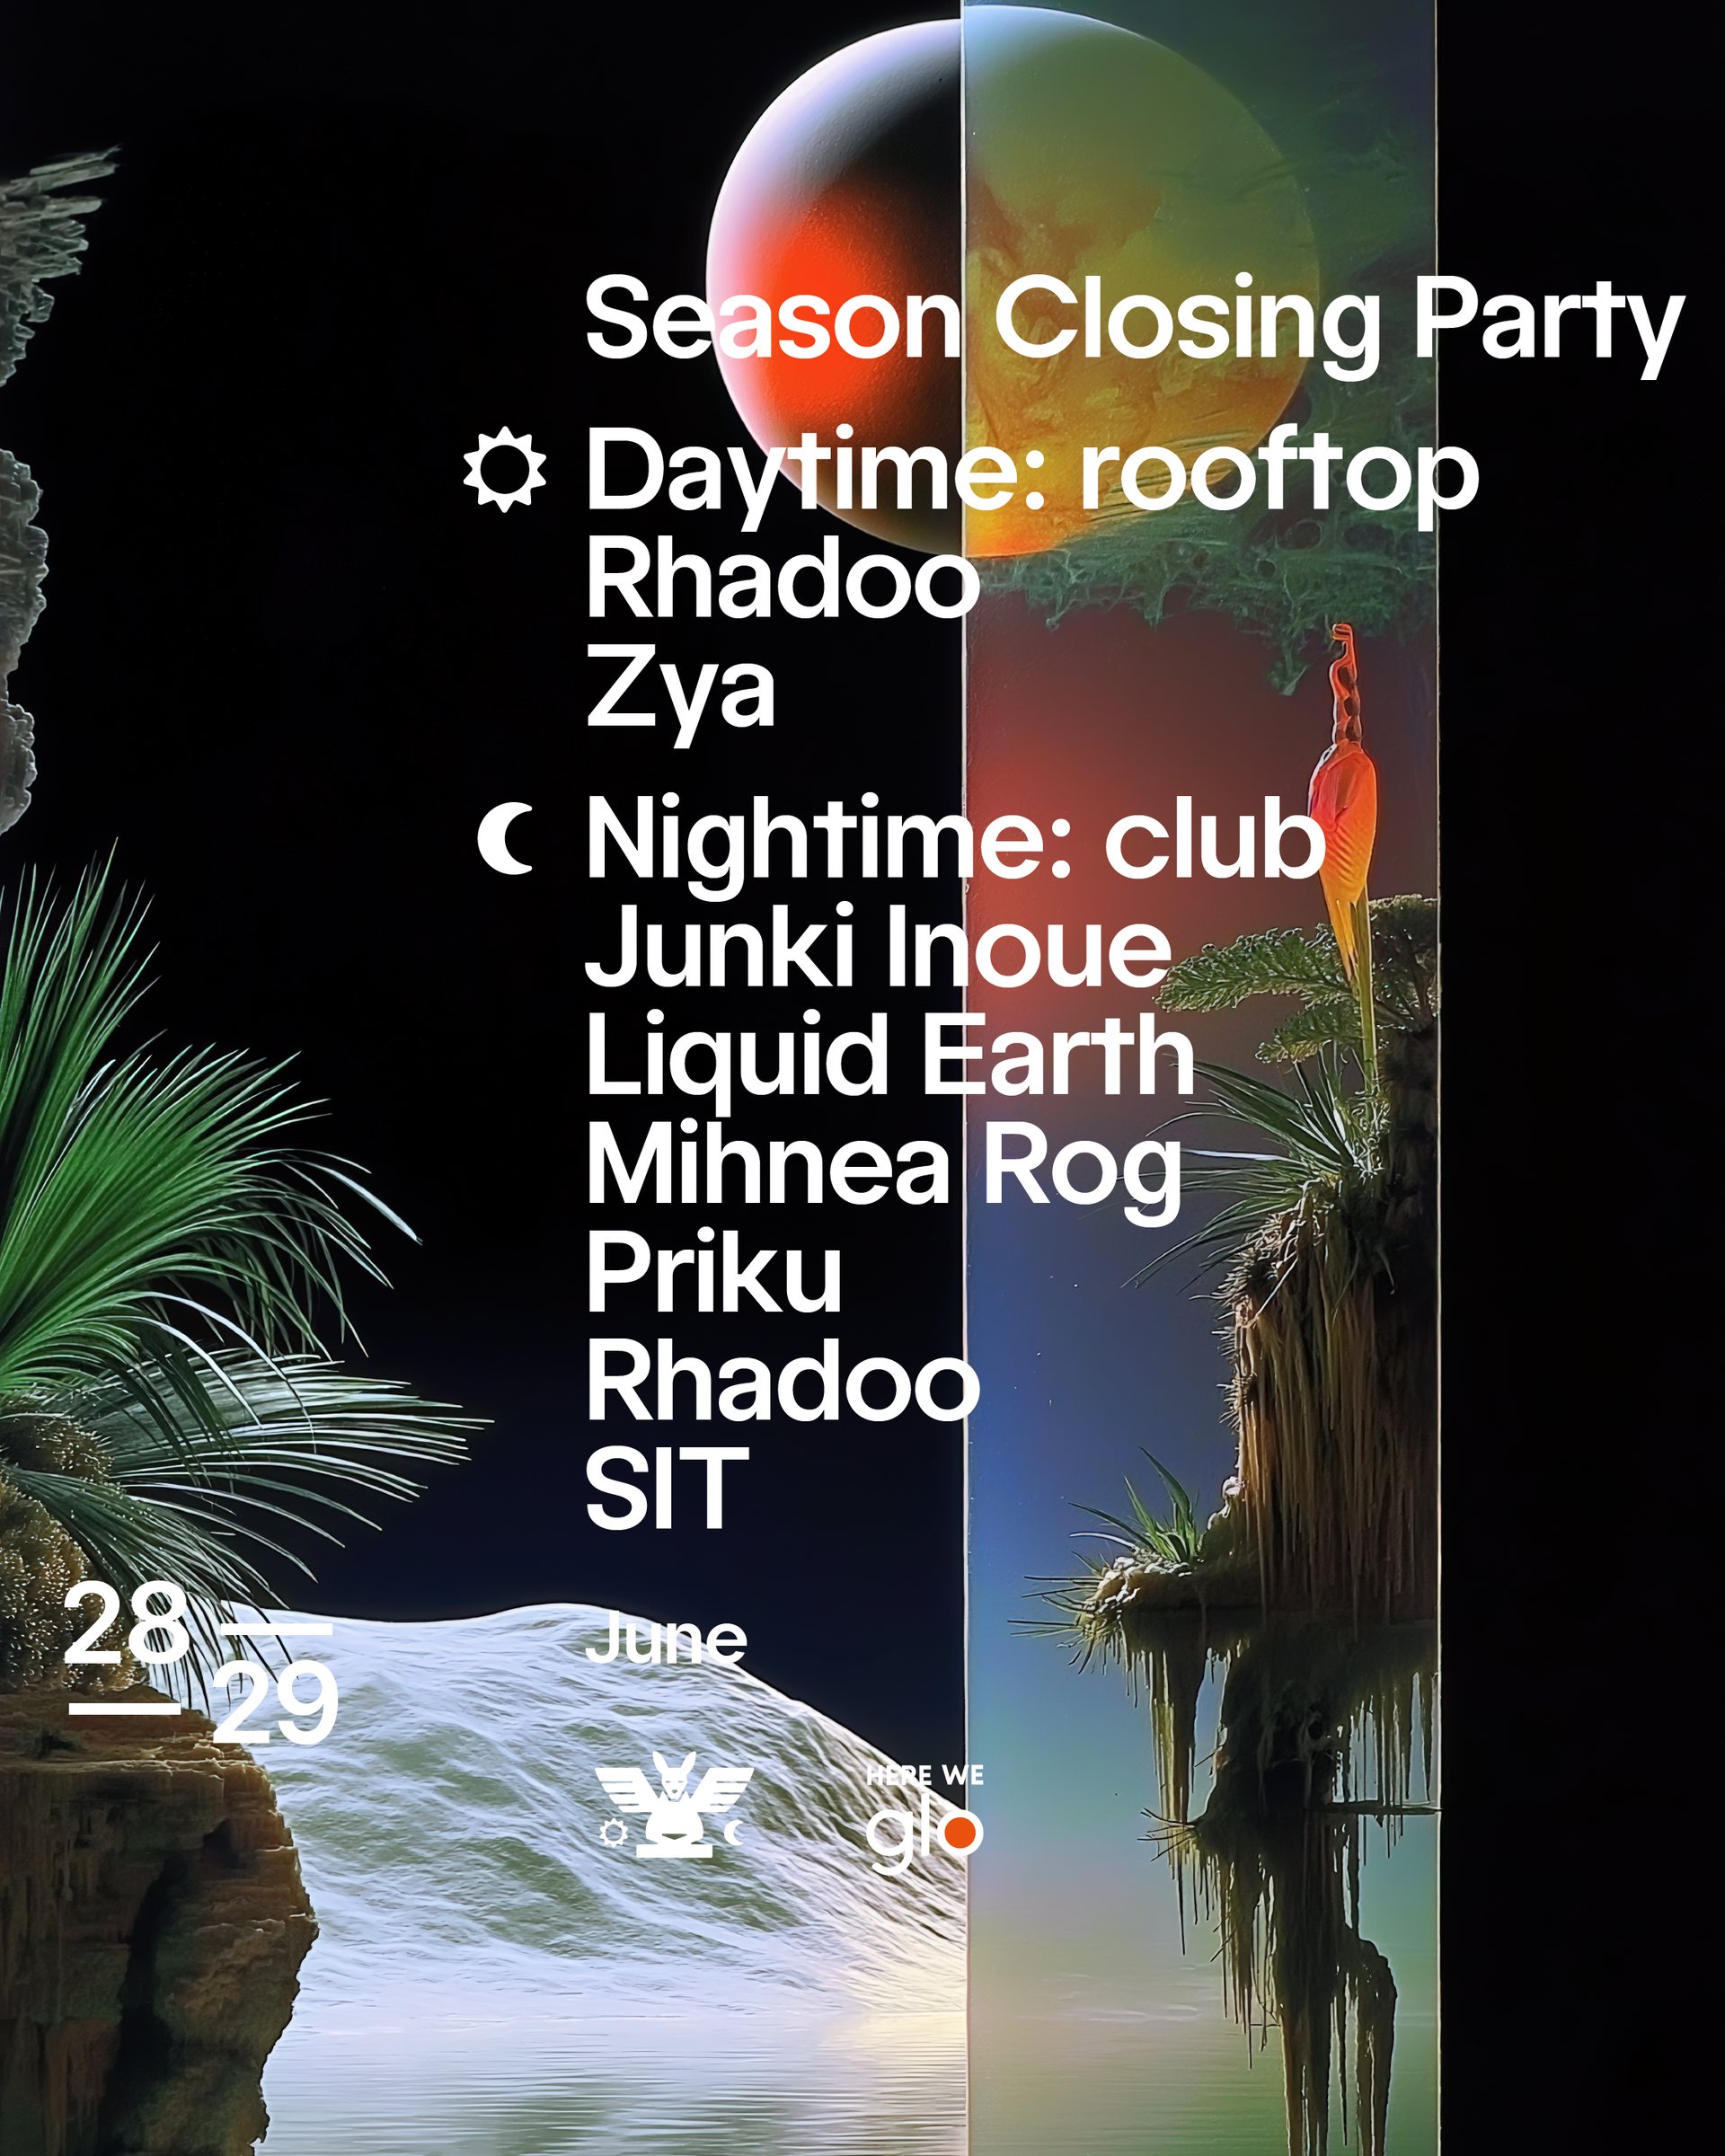 Season Closing Party
Daytime: rooftop
Rhadoo
Zya
Nightime: club
Junki Inoue
Liquid Earth
Mihnea Rog
Priku
Rhadoo
SIT
28
29
June
HERE WE
glo